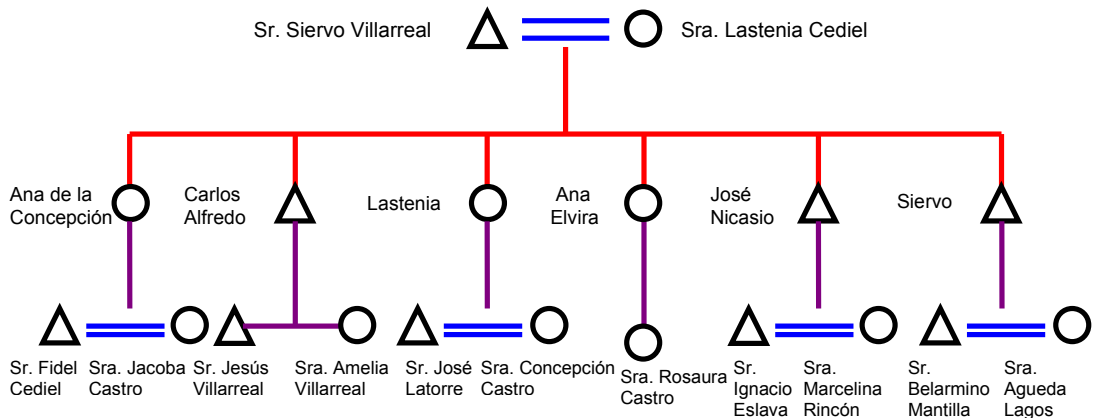 Sr. Siervo Villarreal
Sra. Lastenia Cediel
Ana de la
Concepción
Carlos
Alfredo
Lastenia
Ana
Elvira
José
Nicasio
Siervo
Sr. Fidel
Cediel
Sra. Jacoba
Castro
Sr. Jesús
Villarreal
Sra. Amelia
Villarreal
Sr. José
Latorre
Sra. Concepción
Castro
Sra. Rosaura
Castro
Sr.
Ignacio
Eslava
Sra.
Marcelina
Rincón
Sr.
Belarmino
Mantilla
Sra.
Agueda
Lagos